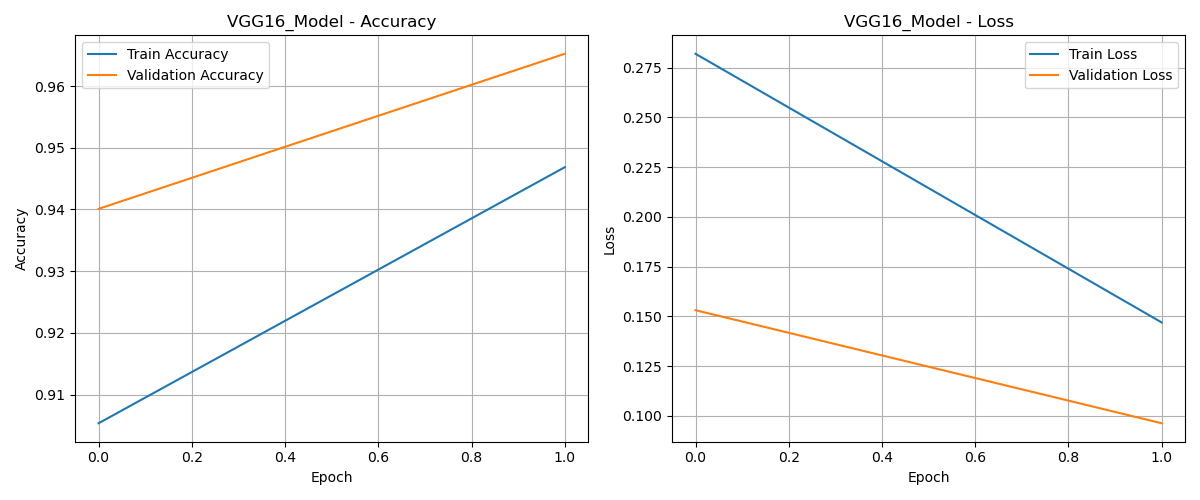 VGG16_Model - Accuracy
Train Accuracy
Validation Accuracy
0.96
0.95
0.94
0.93
0.92
0.91
Accuracy
0.0 0.2 0.4 0.6 0.8 1.0
Epoch
VGG16_Model - Loss
Train Loss
Validation Loss
0.275
0.250
0.225
0.200
0.175
0.150
0.125
0.100
Loss
0.0 0.2 0.4 0.6 0.8 1.0
Epoch